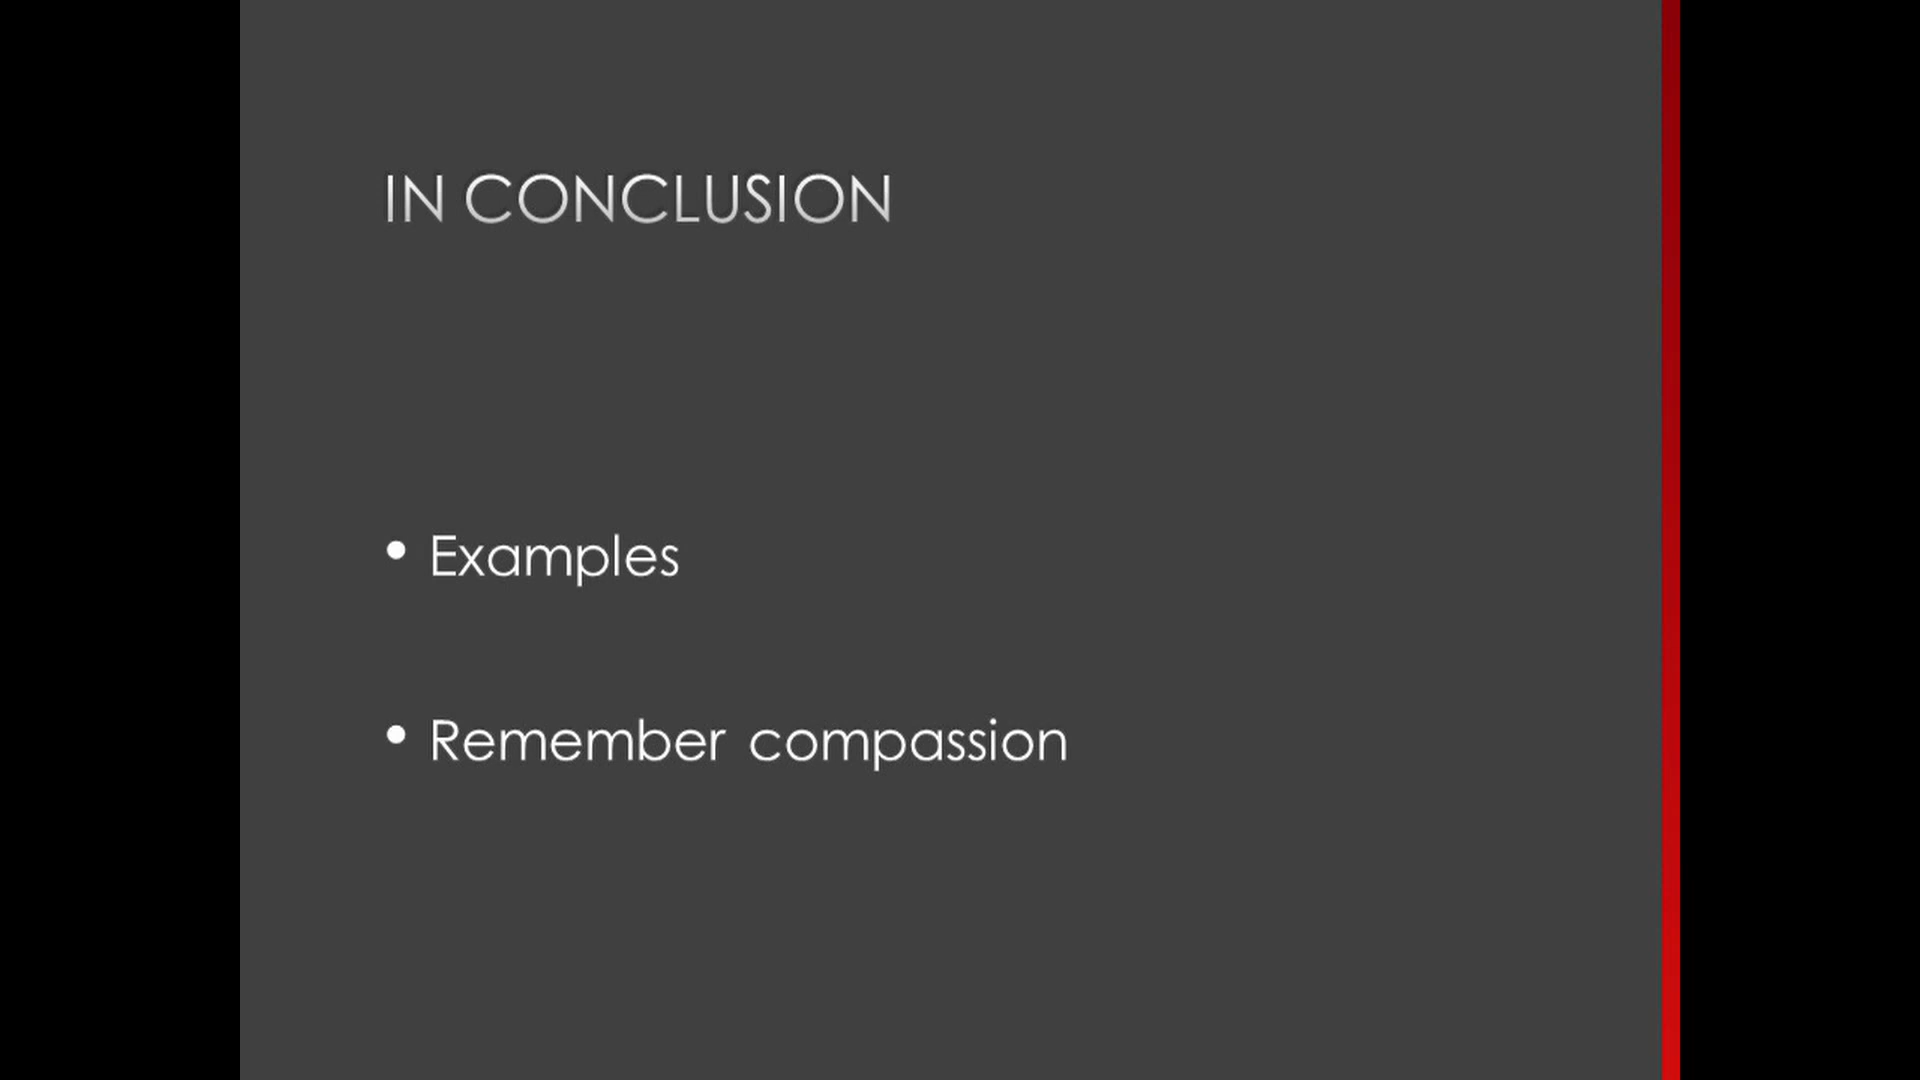 IN CONCLUSION
• Examples
• Remember compassion